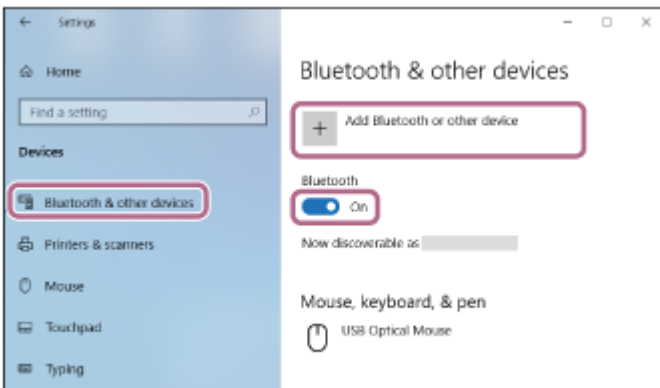 Settings
Home
Find a setting
Devices
Bluetooth & other devices
Printers & scanners
Mouse
Touchpad
Typing
Bluetooth & other devices
Add Bluetooth or other device
Bluetooth
On
Now discoverable as
Mouse, keyboard, & pen
USB Optical Mouse